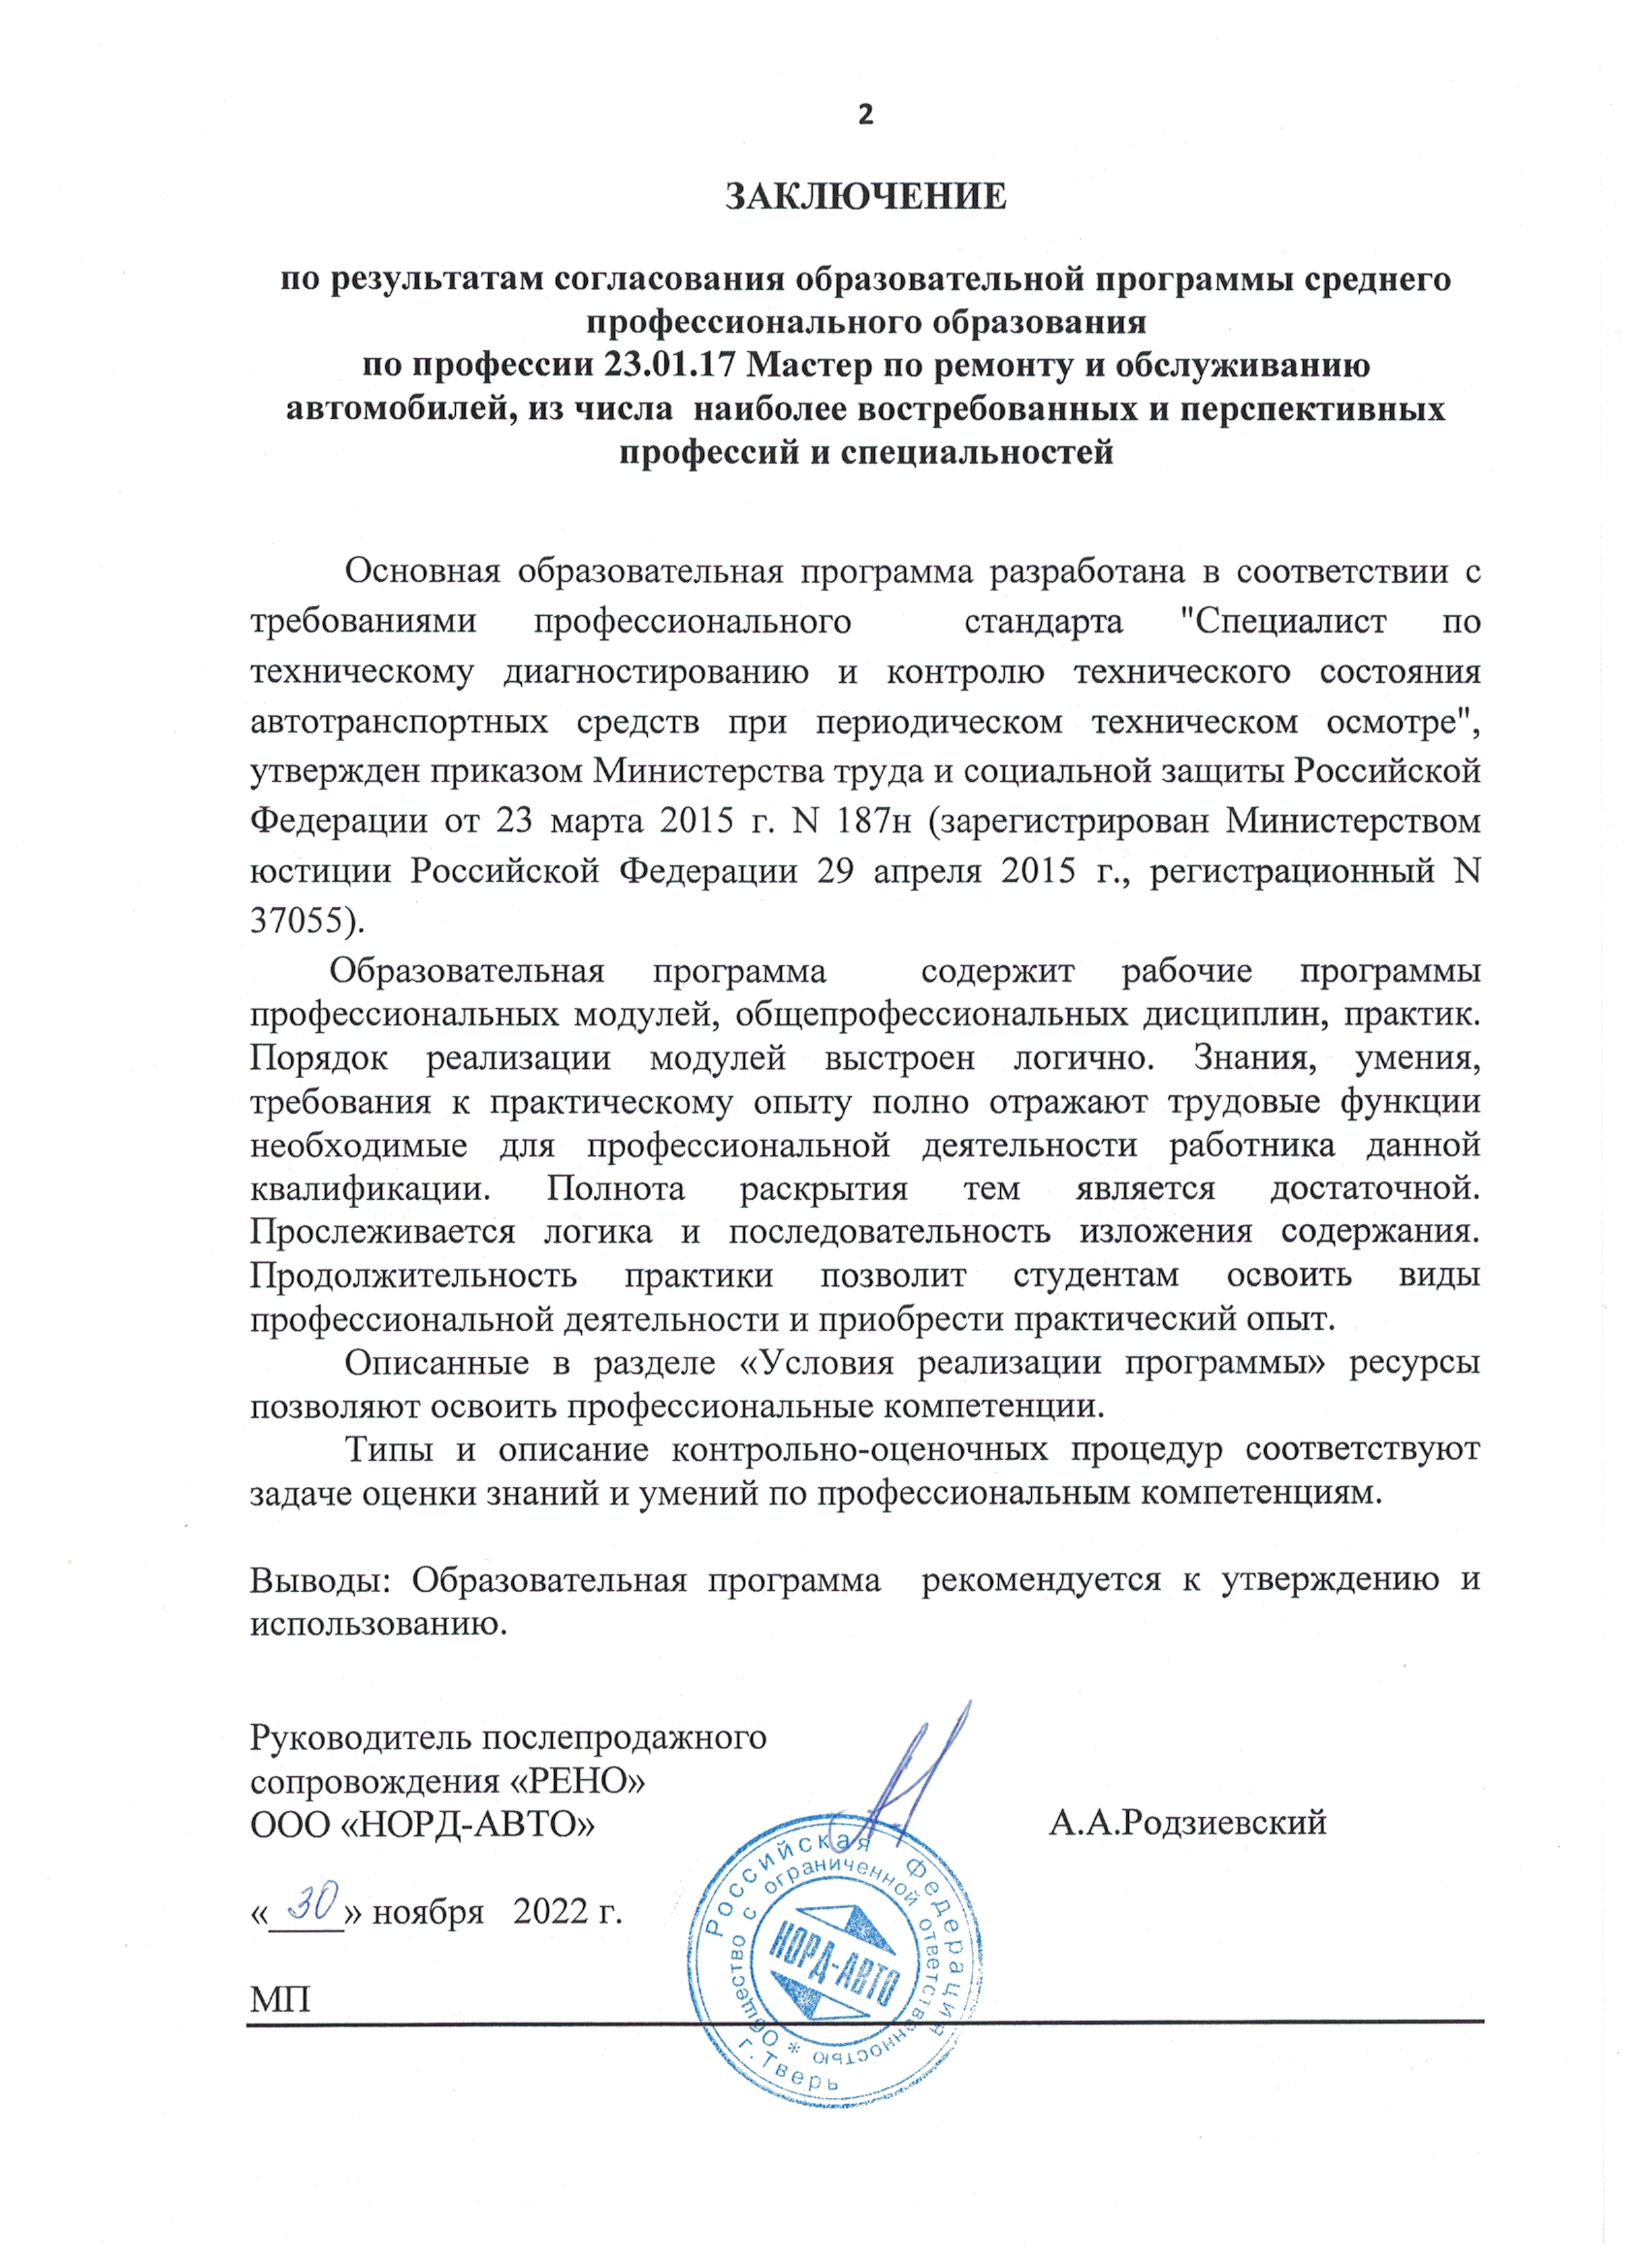 2
ЗАКЛЮЧЕНИЕ
по результатам согласования образовательной программы среднего
профессионального образования
по профессии 23.01.17 Мастер по ремонту и обслуживанию
автомобилей, из числа наиболее востребованных и перспективных
профессий и специальностей
Основная образовательная программа разработана в соответствии с
требованиями профессионального стандарта "Специалист по
техническому диагностированию и контролю технического состояния
автотранспортных средств при периодическом техническом осмотре",
утвержден приказом Министерства труда и социальной защиты Российской
Федерации от 23 марта 2015 г. N 187н (зарегистрирован Министерством
юстиции Российской Федерации 29 апреля 2015 г., регистрационный N
37055).
Образовательная программа содержит рабочие программы
профессиональных модулей, общепрофессиональных дисциплин, практик.
Порядок реализации модулей выстроен логично. Знания, умения,
требования к практическому опыту полно отражают трудовые функции
необходимые для профессиональной деятельности работника данной
квалификации. Полнота раскрытия тем является достаточной.
Прослеживается логика и последовательность изложения содержания.
Продолжительность практики позволит студентам освоить виды
профессиональной деятельности и приобрести практический опыт.
Описанные в разделе «Условия реализации программы» ресурсы
позволяют освоить профессиональные компетенции.
Типы и описание контрольно-оценочных процедур соответствуют
задаче оценки знаний и умений по профессиональным компетенциям.
Выводы: Образовательная программа рекомендуется к утверждению и
использованию.
Руководитель послепродажного
сопровождения «РЕНО»
ООО «НОРД-АВТО» А.А.Родзиевский
«30» ноября 2022 г.
МП
Российская Федерация
г.Тверь
Общество с ограниченной ответственностью *
НОРД-АВТО